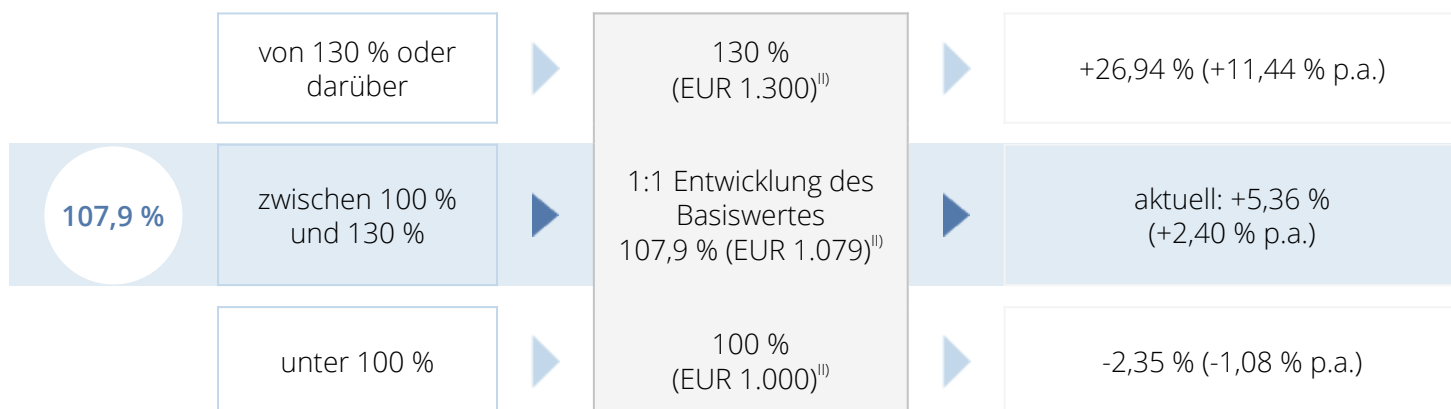 von 130 % oder
darüber
130 %
(EUR 1.300)II)
+26,94 % (+11,44 % p.a.)
107,9 %
zwischen 100 %
und 130 %
1:1 Entwicklung des
Basiswertes
107,9 % (EUR 1.079)II)
aktuell: +5,36 %
(+2,40 % p.a.)
unter 100 %
100 %
(EUR 1.000)II)
-2,35 % (-1,08 % p.a.)